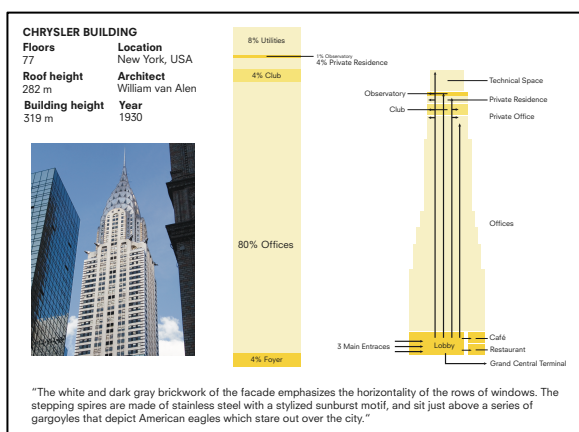 CHRYSLER BUILDING
Floors
77
Location
New York, USA
Roof height
282 m
Architect
William van Alen
Building height
319 m
Year
1930
8% Utilities
1% Observatory
4% Private Residence
4% Club
80% Offices
4% Foyer
Technical Space
Observatory
Private Residence
Club
Private Office
Offices
3 Main Entraces
Lobby
Café
Restaurant
Grand Central Terminal
“The white and dark gray brickwork of the facade emphasizes the horizontality of the rows of windows. The
stepping spires are made of stainless steel with a stylized sunburst motif, and sit just above a series of
gargoyles that depict American eagles which stare out over the city.”